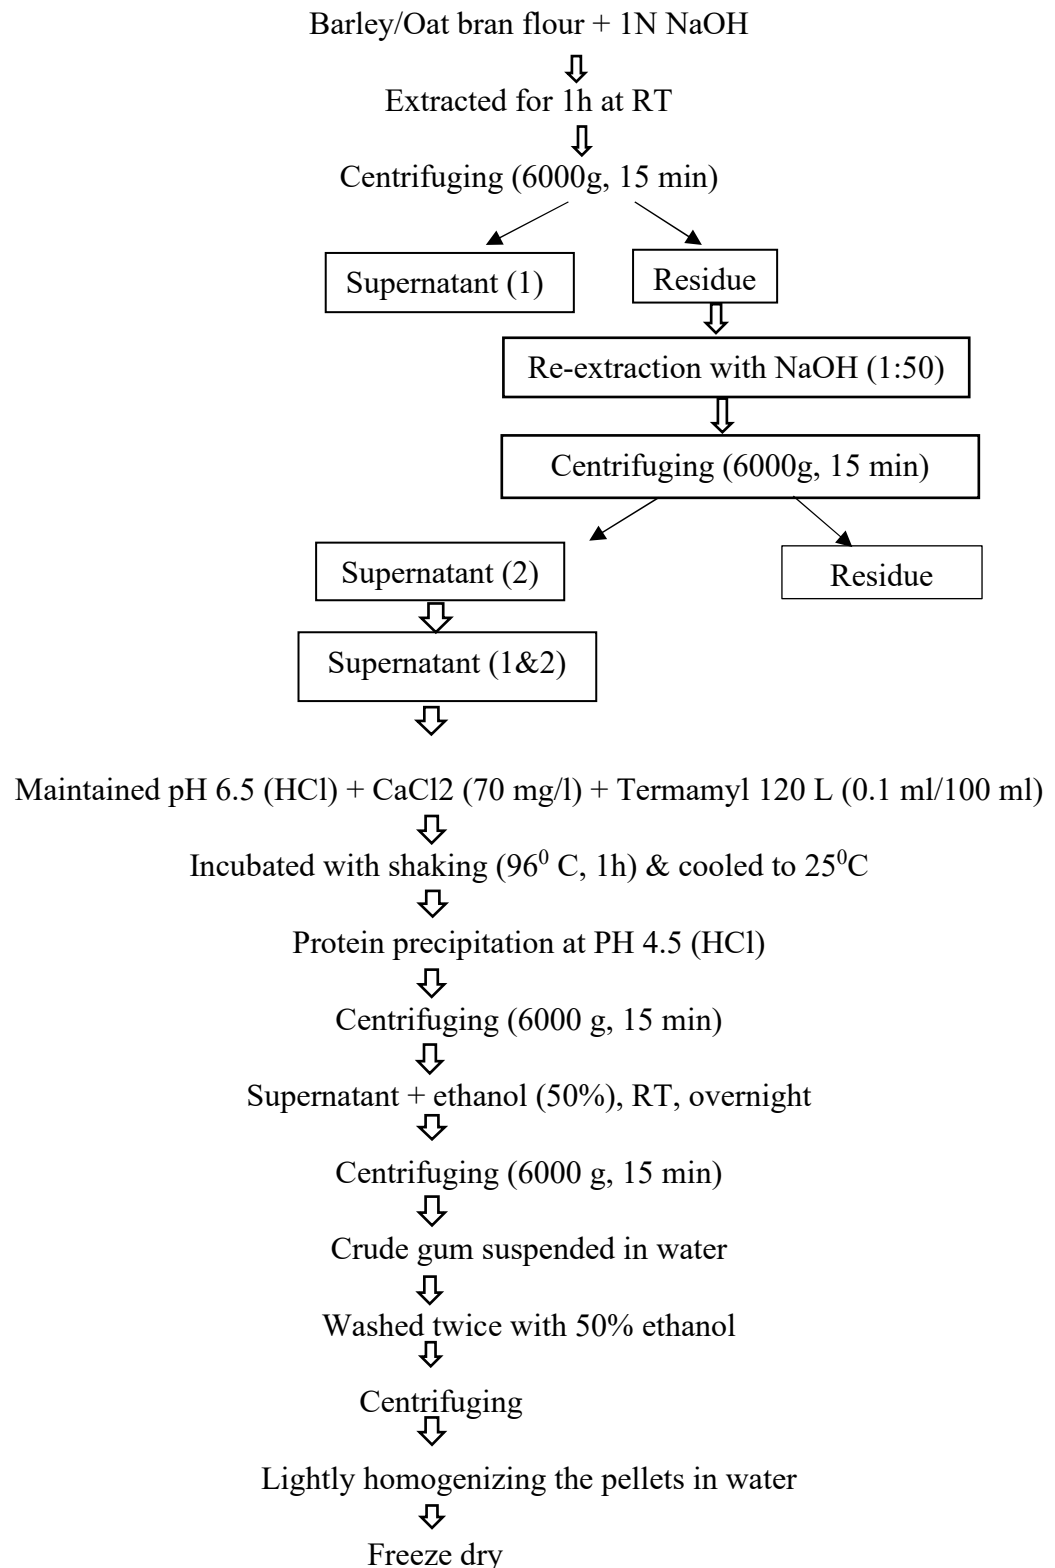 Barley/Oat bran flour + 1N NaOH
Extracted for 1h at RT
Centrifuging (6000g, 15 min)
Supernatant (1)
Residue
Re-extraction with NaOH (1:50)
Centrifuging (6000g, 15 min)
Supernatant (2)
Residue
Supernatant (1&2)
Maintained pH 6.5 (HCl) + CaCl2 (70 mg/l) + Termamyl 120 L (0.1 ml/100 ml)
Incubated with shaking (96⁰ C, 1h) & cooled to 25⁰C
Protein precipitation at PH 4.5 (HCl)
Centrifuging (6000 g, 15 min)
Supernatant + ethanol (50%), RT, overnight
Centrifuging (6000 g, 15 min)
Crude gum suspended in water
Washed twice with 50% ethanol
Centrifuging
Lightly homogenizing the pellets in water
Freeze dry